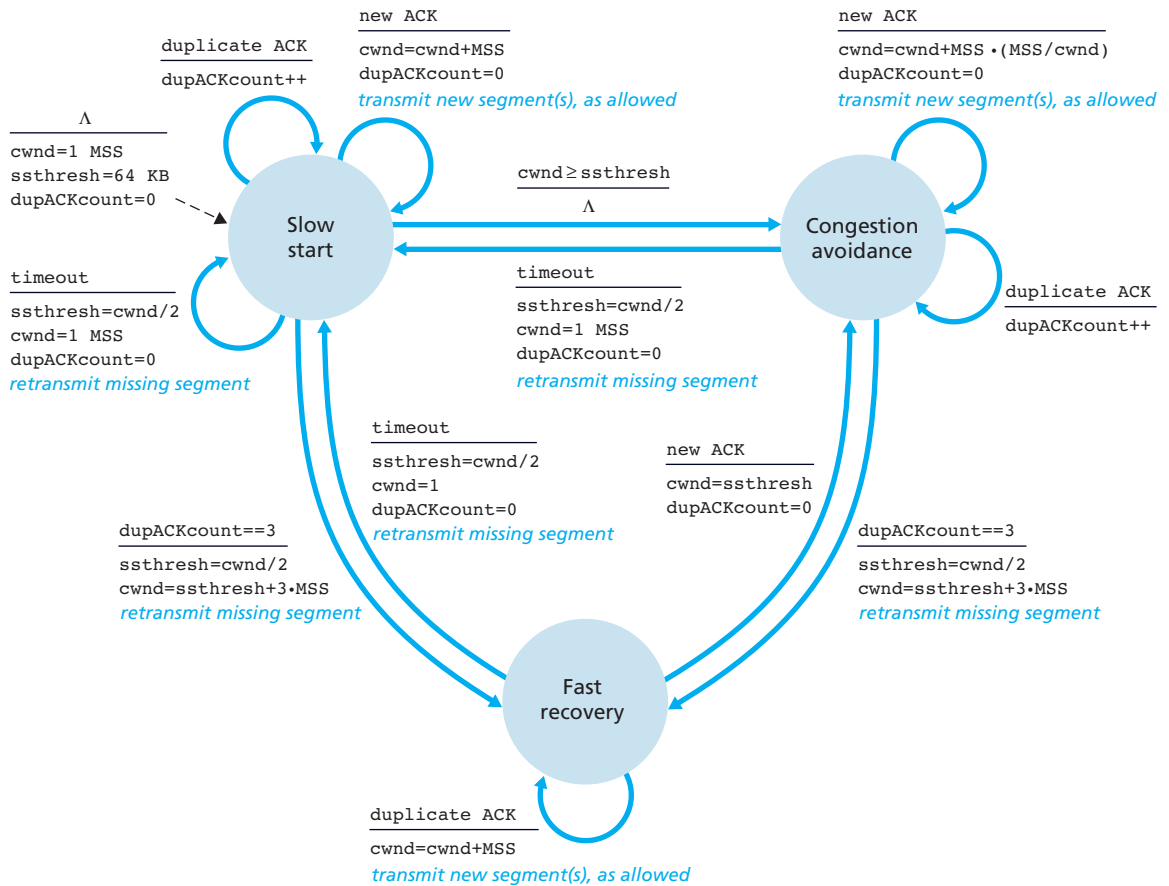 new ACK
cwnd=cwnd+MSS
dupACKcount=0
transmit new segment(s), as allowed
new ACK
cwnd=cwnd+MSS •(MSS/cwnd)
dupACKcount=0
transmit new segment(s), as allowed
duplicate ACK
dupACKcount++
Λ
cwnd=1 MSS
ssthresh=64 KB
dupACKcount=0
cwnd≥ssthresh
Λ
Slow
start
Congestion
avoidance
timeout
ssthresh=cwnd/2
cwnd=1 MSS
dupACKcount=0
retransmit missing segment
timeout
ssthresh=cwnd/2
cwnd=1 MSS
dupACKcount=0
retransmit missing segment
duplicate ACK
dupACKcount++
timeout
ssthresh=cwnd/2
cwnd=1
dupACKcount=0
retransmit missing segment
new ACK
cwnd=ssthresh
dupACKcount=0
dupACKcount==3
ssthresh=cwnd/2
cwnd=ssthresh+3•MSS
retransmit missing segment
dupACKcount==3
ssthresh=cwnd/2
cwnd=ssthresh+3•MSS
retransmit missing segment
Fast
recovery
duplicate ACK
cwnd=cwnd+MSS
transmit new segment(s), as allowed